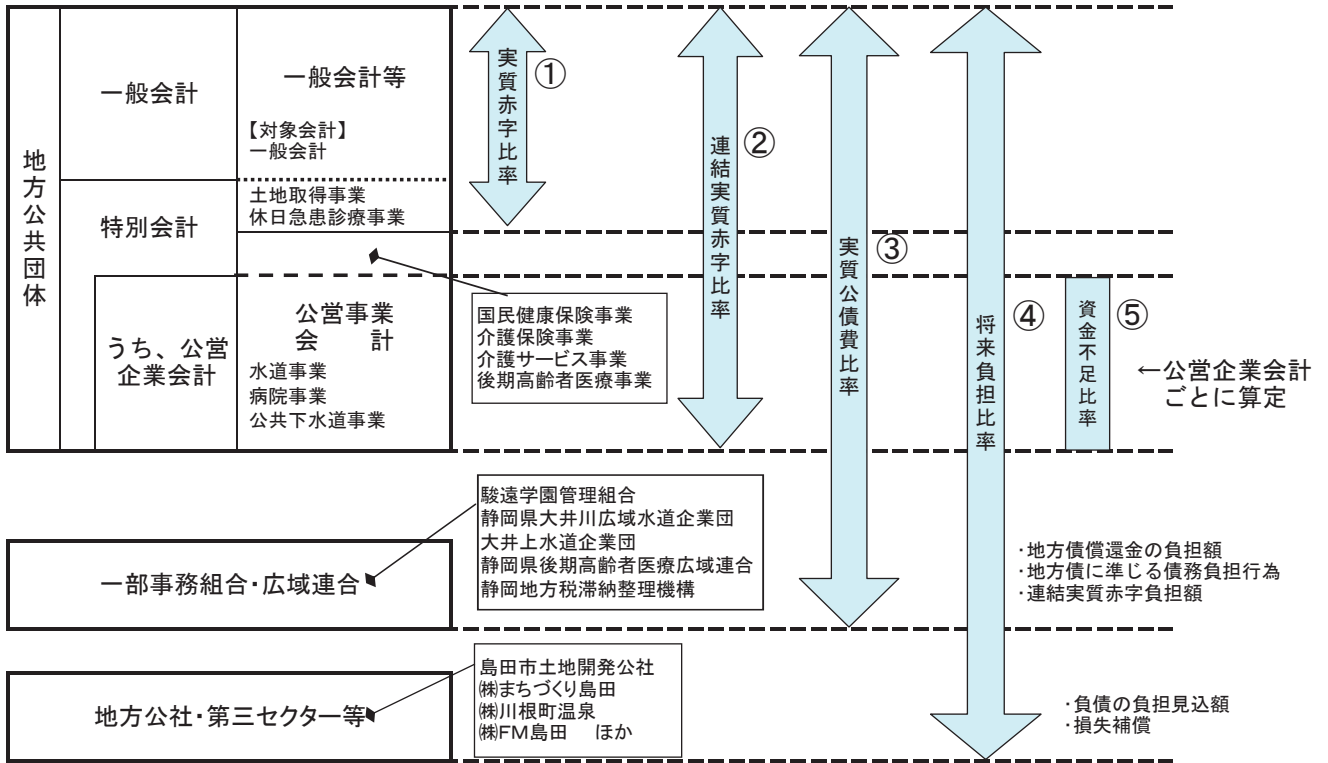 地方公共団体
一般会計
一般会計等
【対象会計】
一般会計
特別会計
土地取得事業
休日急患診療事業
うち、公営
企業会計
公営事業
会　計
水道事業
病院事業
公共下水道事業
国民健康保険事業
介護保険事業
介護サービス事業
後期高齢者医療事業
実質赤字比率
①
連結実質赤字比率
②
実質公債費比率
③
将来負担比率
④
資金不足比率
⑤
←公営企業会計
ごとに算定
一部事務組合・広域連合
駿遠学園管理組合
静岡県大井川広域水道企業団
大井上水道企業団
静岡県後期高齢者医療広域連合
静岡地方税滞納整理機構
・地方債償還金の負担額
・地方債に準じる債務負担行為
・連結実質赤字負担額
地方公社・第三セクター等
島田市土地開発公社
㈱まちづくり島田
㈱川根町温泉
㈱FM島田　ほか
・負債の負担見込額
・損失補償